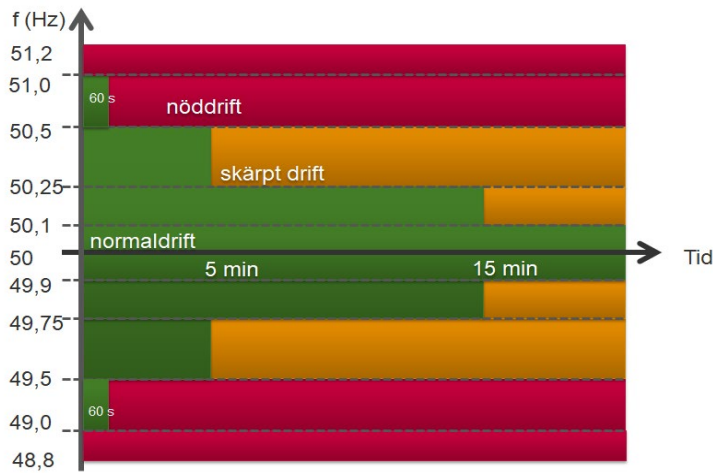 f (Hz)
51,2
51,0
60 s
nöddrift
50,5
skärpt drift
50,25
50,1
normaldrift
50
Tid
5 min
15 min
49,9
49,75
49,5
60 s
49,0
48,8